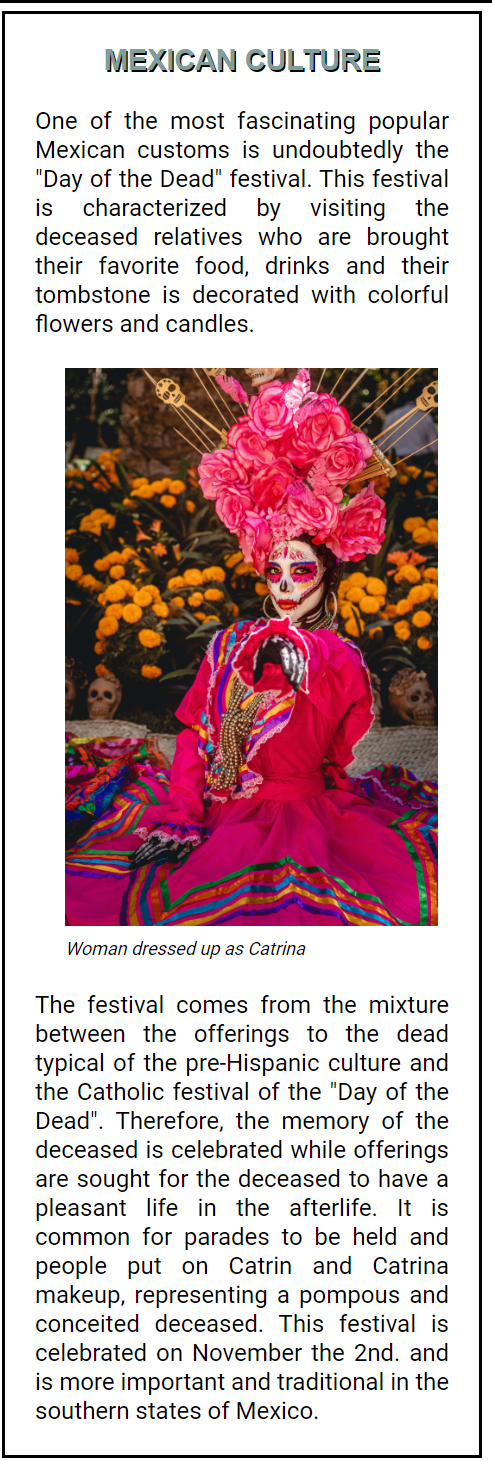 MEXICAN CULTURE
One of the most fascinating popular
Mexican customs is undoubtedly the
"Day of the Dead" festival. This festival
is characterized by visiting the
deceased relatives who are brought
their favorite food, drinks and their
tombstone is decorated with colorful
flowers and candles.
Woman dressed up as Catrina
The festival comes from the mixture
between the offerings to the dead
typical of the pre-Hispanic culture and
the Catholic festival of the "Day of the
Dead". Therefore, the memory of the
deceased is celebrated while offerings
are sought for the deceased to have a
pleasant life in the afterlife. It is
common for parades to be held and
people put on Catrin and Catrina
makeup, representing a pompous and
conceited deceased. This festival is
celebrated on November the 2nd. and
is more important and traditional in the
southern states of Mexico.